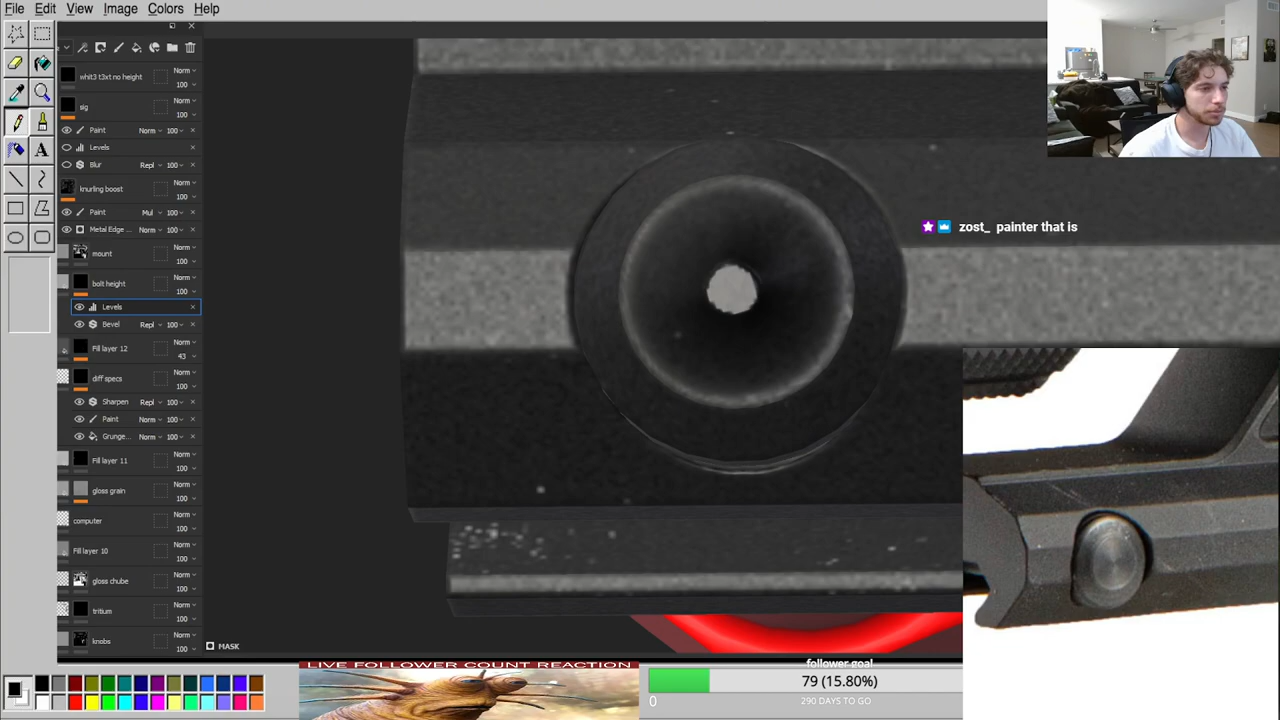 File Edit View Image Colors Help
whit3 t3xt no height Norm 100
sig Norm 100
Paint Norm 100
Levels
Blur Repl 100
knurling boost Norm 100
Paint Mul 100
Metal Edge ... Norm 100
mount Norm 100
bolt height Norm 100
Levels
Bevel Repl 100
Fill layer 12 Norm 43
diff specs Norm 100
Sharpen Repl 100
Paint Norm 100
Grunge... Norm 100
Fill layer 11 Norm 100
gloss grain Norm 100
computer Norm 100
Fill layer 10 Norm 100
gloss chube Norm 100
tritium Norm 100
knobs Norm 100
MASK
zost_ painter that is
LIVE FOLLOWER COUNT REACTION
follower goal
79 (15.80%)
0
290 DAYS TO GO